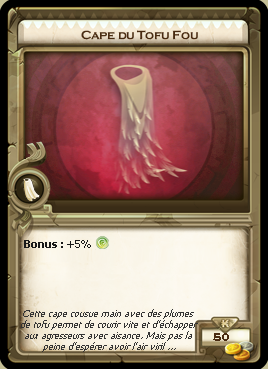 Cape du Tofu Fou
Bonus : +5%
Cette cape cousue main avec des plumes
de tofu permet de courir vite et d'échapper
aux agresseurs avec aisance. Mais pas la
peine d'espérer avoir l'air viril ...
K
50